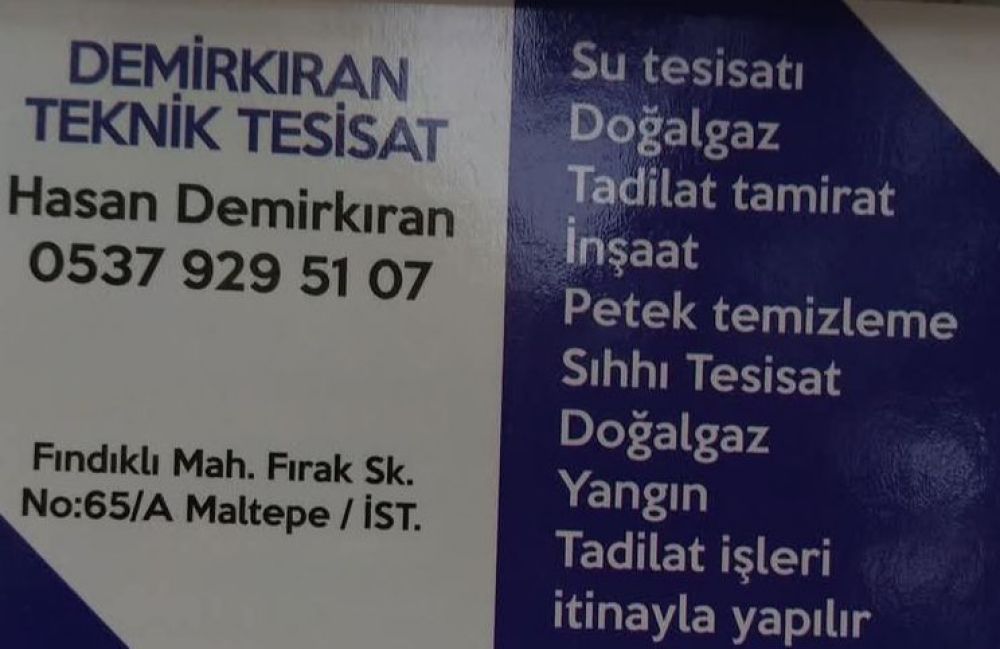 DEMİRKIRAN
TEKNİK TESİSAT
Hasan Demirkıran
0537 929 51 07
Fındıklı Mah. Fırak Sk.
No:65/A Maltepe / İST.
Su tesisatı
Doğalgaz
Tadilat tamirat
İnşaat
Petek temizleme
Sıhhı Tesisat
Doğalgaz
Yangın
Tadilat işleri
itinayla yapılır